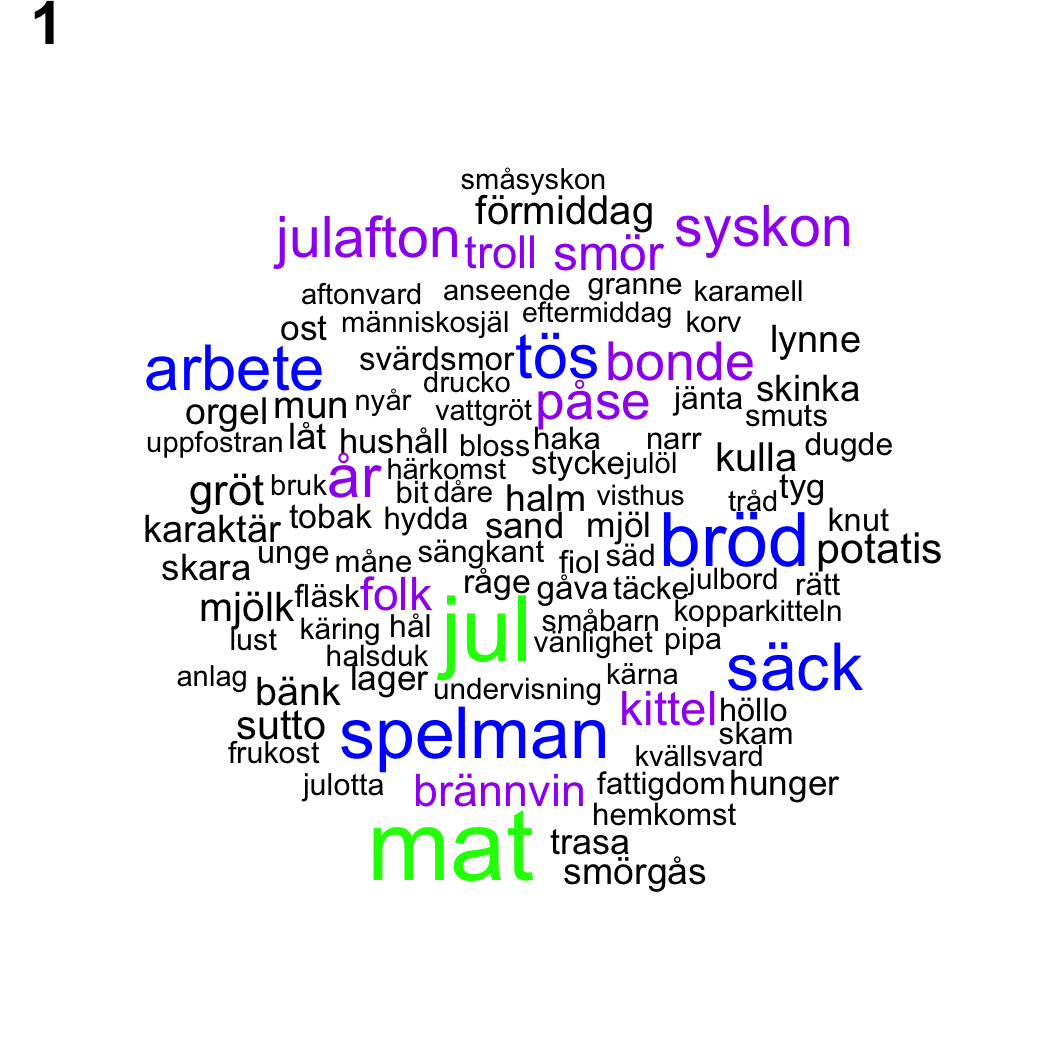 1
småsyskon
förmiddag
julafton troll smör syskon
aftonvard anseende granne karamell
ost människosjäl eftermiddag korv lynne
arbete svärdsmor tös bonde
drucko
orgel mun nyår vattgröt påse jänta skinka
smuts
uppfostran låt hushåll bloss haka narr kulla dugde
år härkomst stycke julöl
gröt bruk bit dåre halm visthus tråd tyg
karaktär tobak hydda sand mjöl bröd knut
skara unge måne sängkant fiol säd potatis
mjölk fläsk folk råge gåva täcke julbord rätt
lust käring hål jul småbarn kopparkitteln
halsduk vänlighet pipa
anlag bänk lager undervisning kärna säck
sutto spelman kittel höllo
frukost kvällsvard skam
julotta brännvin fattigdom hunger
hemkomst
mat trasa
smörgås